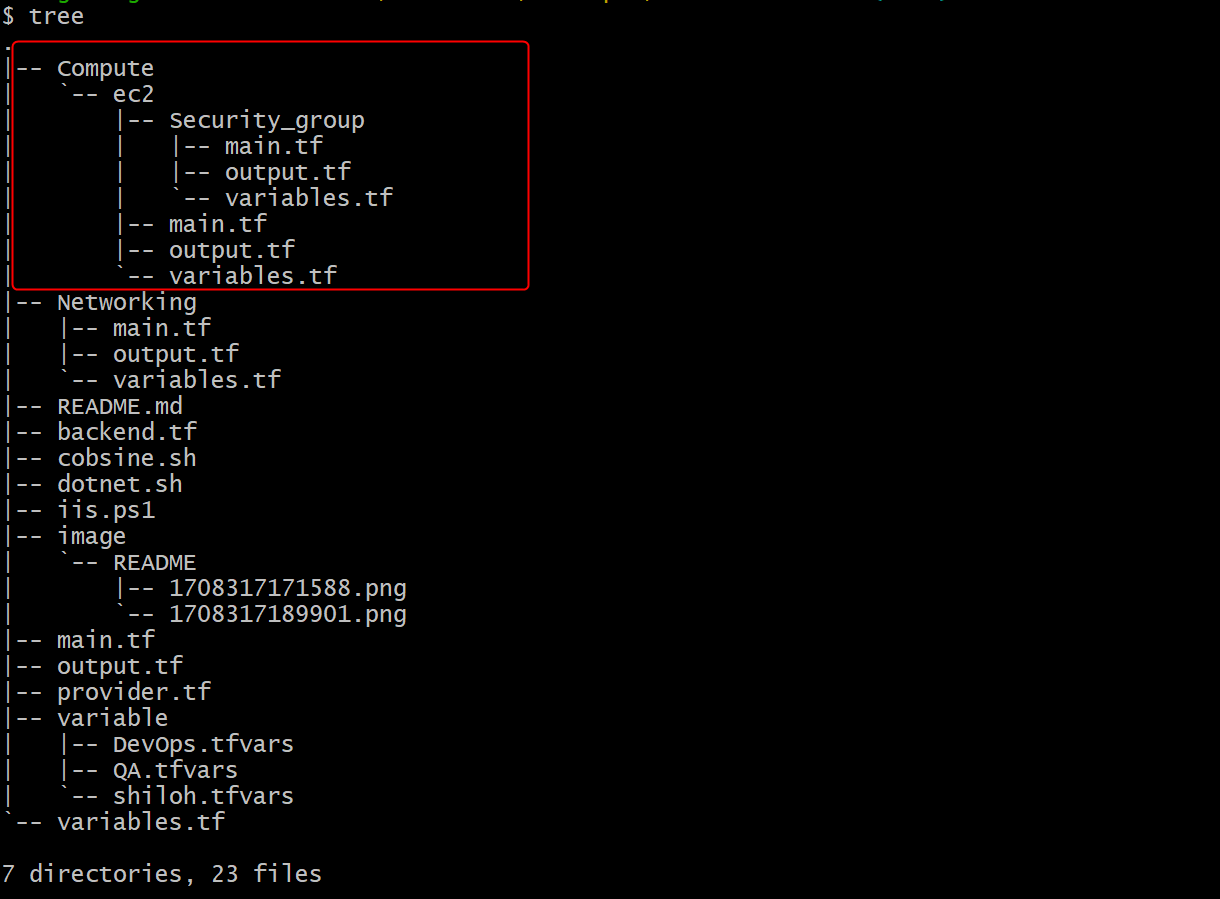 $ tree
.
|-- Compute
|   `-- ec2
|       |-- Security_group
|       |   |-- main.tf
|       |   |-- output.tf
|       |   `-- variables.tf
|       |-- main.tf
|       |-- output.tf
|       `-- variables.tf
|-- Networking
|   |-- main.tf
|   |-- output.tf
|   `-- variables.tf
|-- README.md
|-- backend.tf
|-- cobsine.sh
|-- dotnet.sh
|-- iis.ps1
|-- image
|   `-- README
|       |-- 1708317171588.png
|       `-- 1708317189901.png
|-- main.tf
|-- output.tf
|-- provider.tf
|-- variable
|   |-- DevOps.tfvars
|   |-- QA.tfvars
|   `-- shiloh.tfvars
`-- variables.tf

7 directories, 23 files